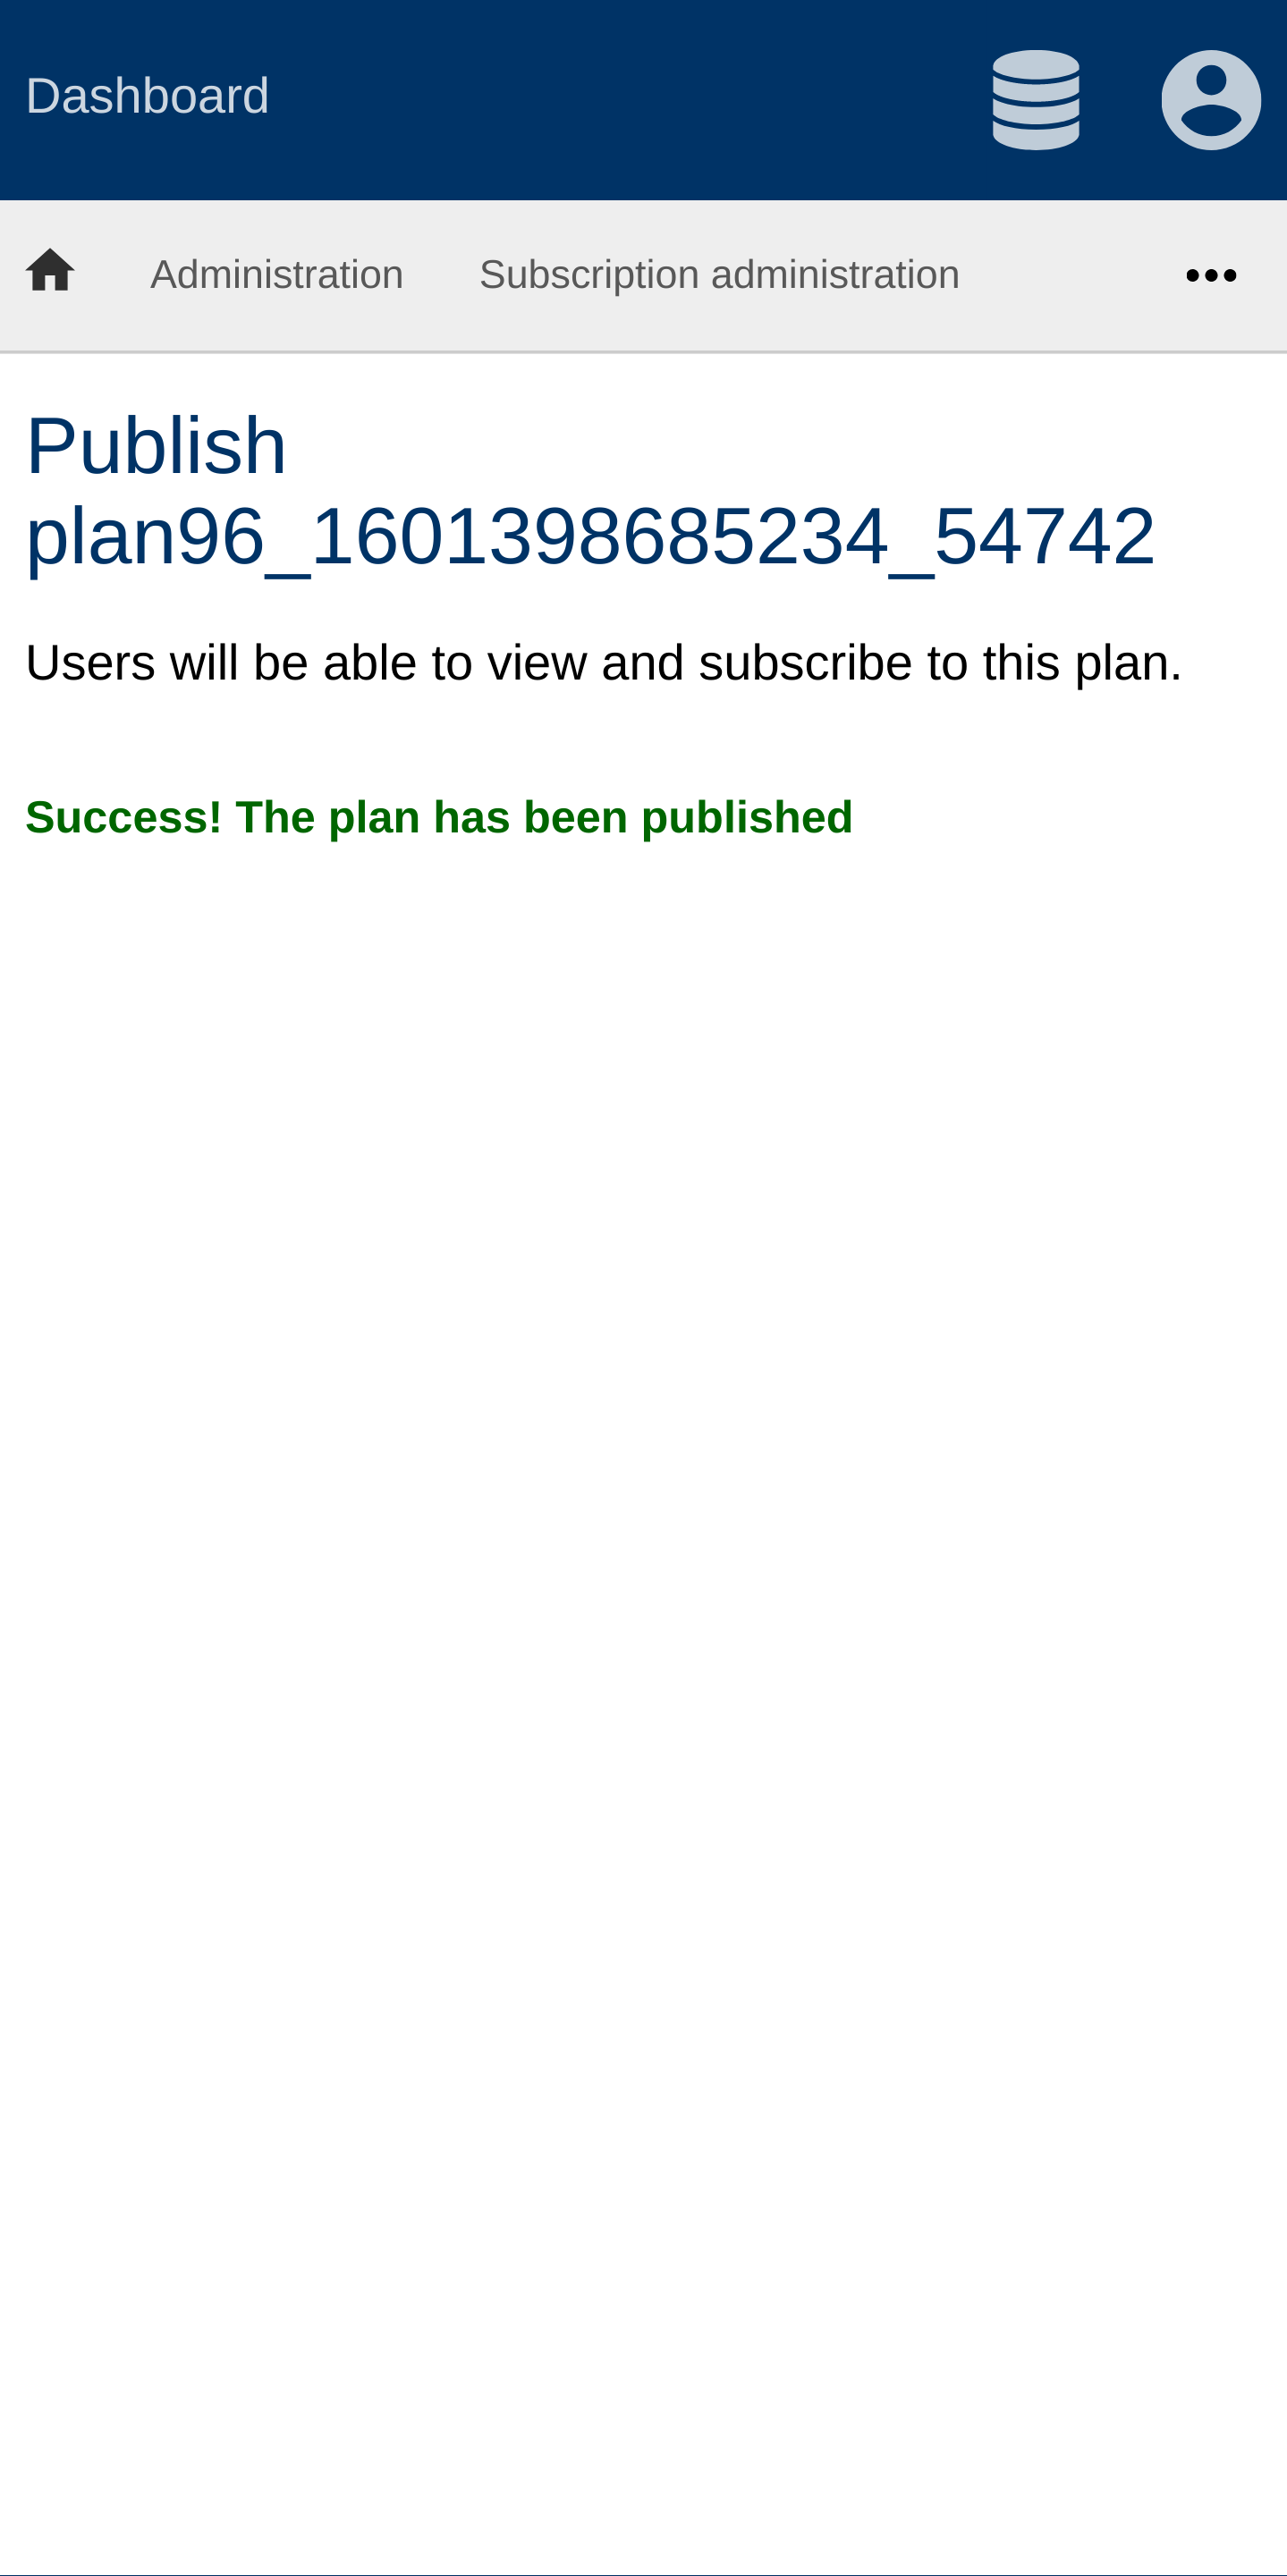 Dashboard
Administration Subscription administration
Publish
plan96_1601398685234_54742
Users will be able to view and subscribe to this plan.
Success! The plan has been published